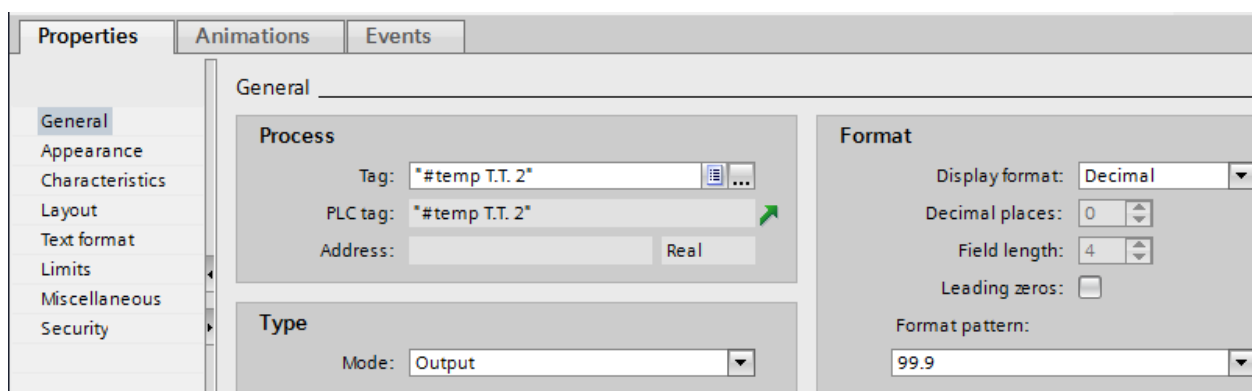 Properties Animations Events
General
General
Appearance
Characteristics
Layout
Text format
Limits
Miscellaneous
Security
Process
Tag: "#temp T.T. 2" ...
PLC tag: "#temp T.T. 2"
Address: Real
Type
Mode: Output
Format
Display format: Decimal
Decimal places: 0
Field length: 4
Leading zeros:
Format pattern:
99.9